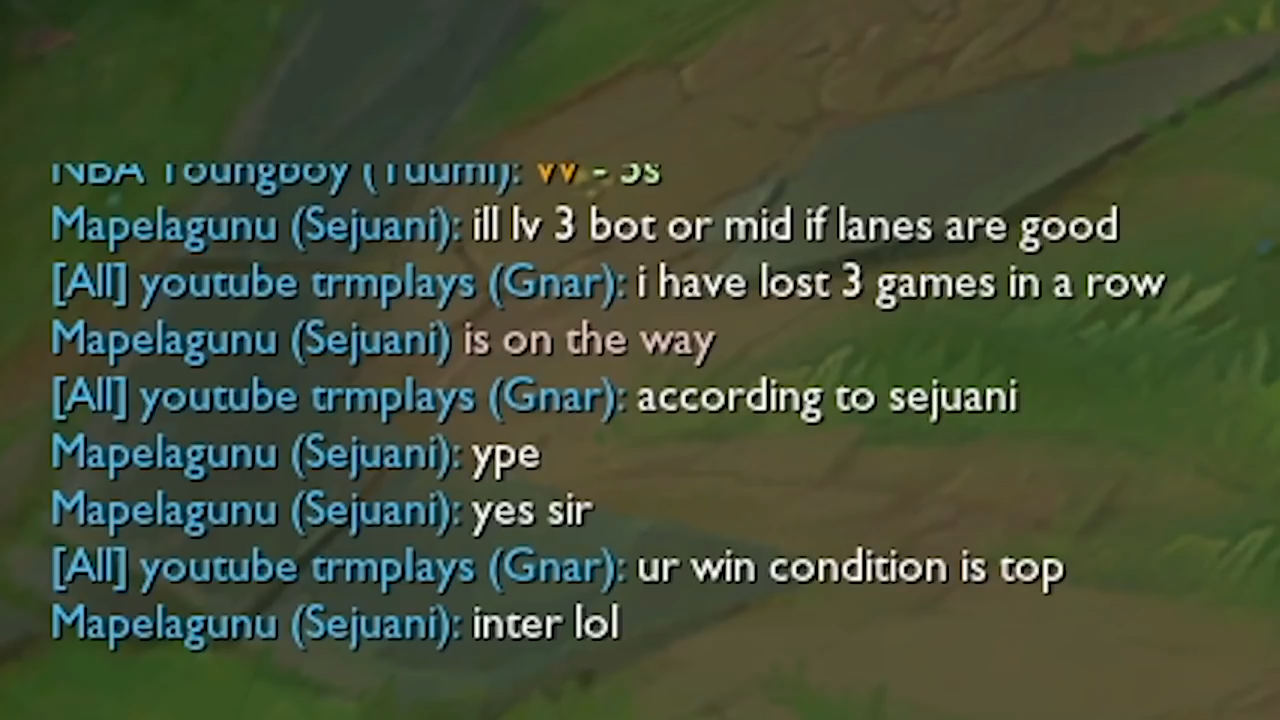 NBA Youngboy (Yuumi): W - 5s
Mapelagunu (Sejuani): ill lv 3 bot or mid if lanes are good
[All] youtube trmplays (Gnar): i have lost 3 games in a row
Mapelagunu (Sejuani) is on the way
[All] youtube trmplays (Gnar): according to sejuani
Mapelagunu (Sejuani): ype
Mapelagunu (Sejuani): yes sir
[All] youtube trmplays (Gnar): ur win condition is top
Mapelagunu (Sejuani): inter lol